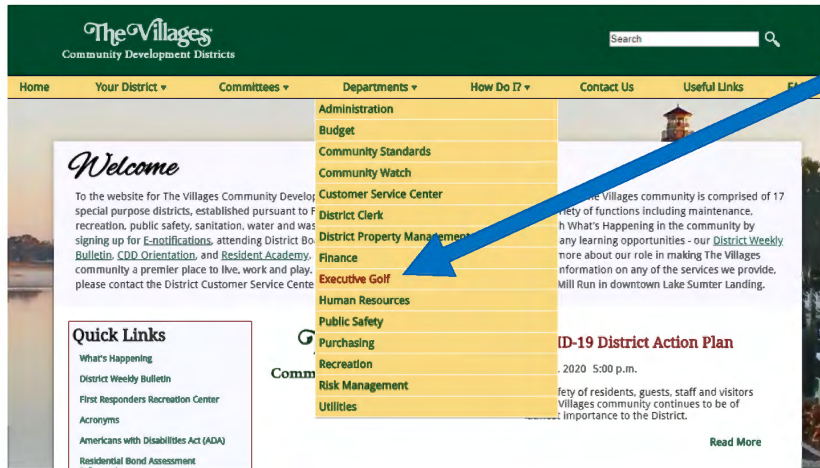 The Villages
Community Development Districts
Search
Home Your District Committees Departments How Do I? Contact Us Useful Links
Administration
Budget
Community Standards
Community Watch
Customer Service Center
District Clerk
District Property Management
Finance
Executive Golf
Human Resources
Public Safety
Purchasing
Recreation
Risk Management
Utilities
Welcome
To the website for The Villages Community Villages community is comprised of 17
special purpose districts, established pursuant to of functions including maintenance,
recreation, public safety, sanitation, water and What's Happening in the community by
signing up for E-notifications, attending District any learning opportunities - our District Weekly
Bulletin, CDD Orientation, and Resident Academy. more about our role in making The Villages
community a premier place to live, work and play. information on any of the services we provide,
please contact the District Customer Service Mill Run in downtown Lake Sumter Landing.
Quick Links
What's Happening
District Weekly Bulletin
First Responders Recreation Center
Acronyms
Americans with Disabilities Act (ADA)
Residential Bond Assessment
District Action Plan
2020 5:00 p.m.
of residents, guests, staff and visitors
Villages community continues to be of
importance to the District.
Read More